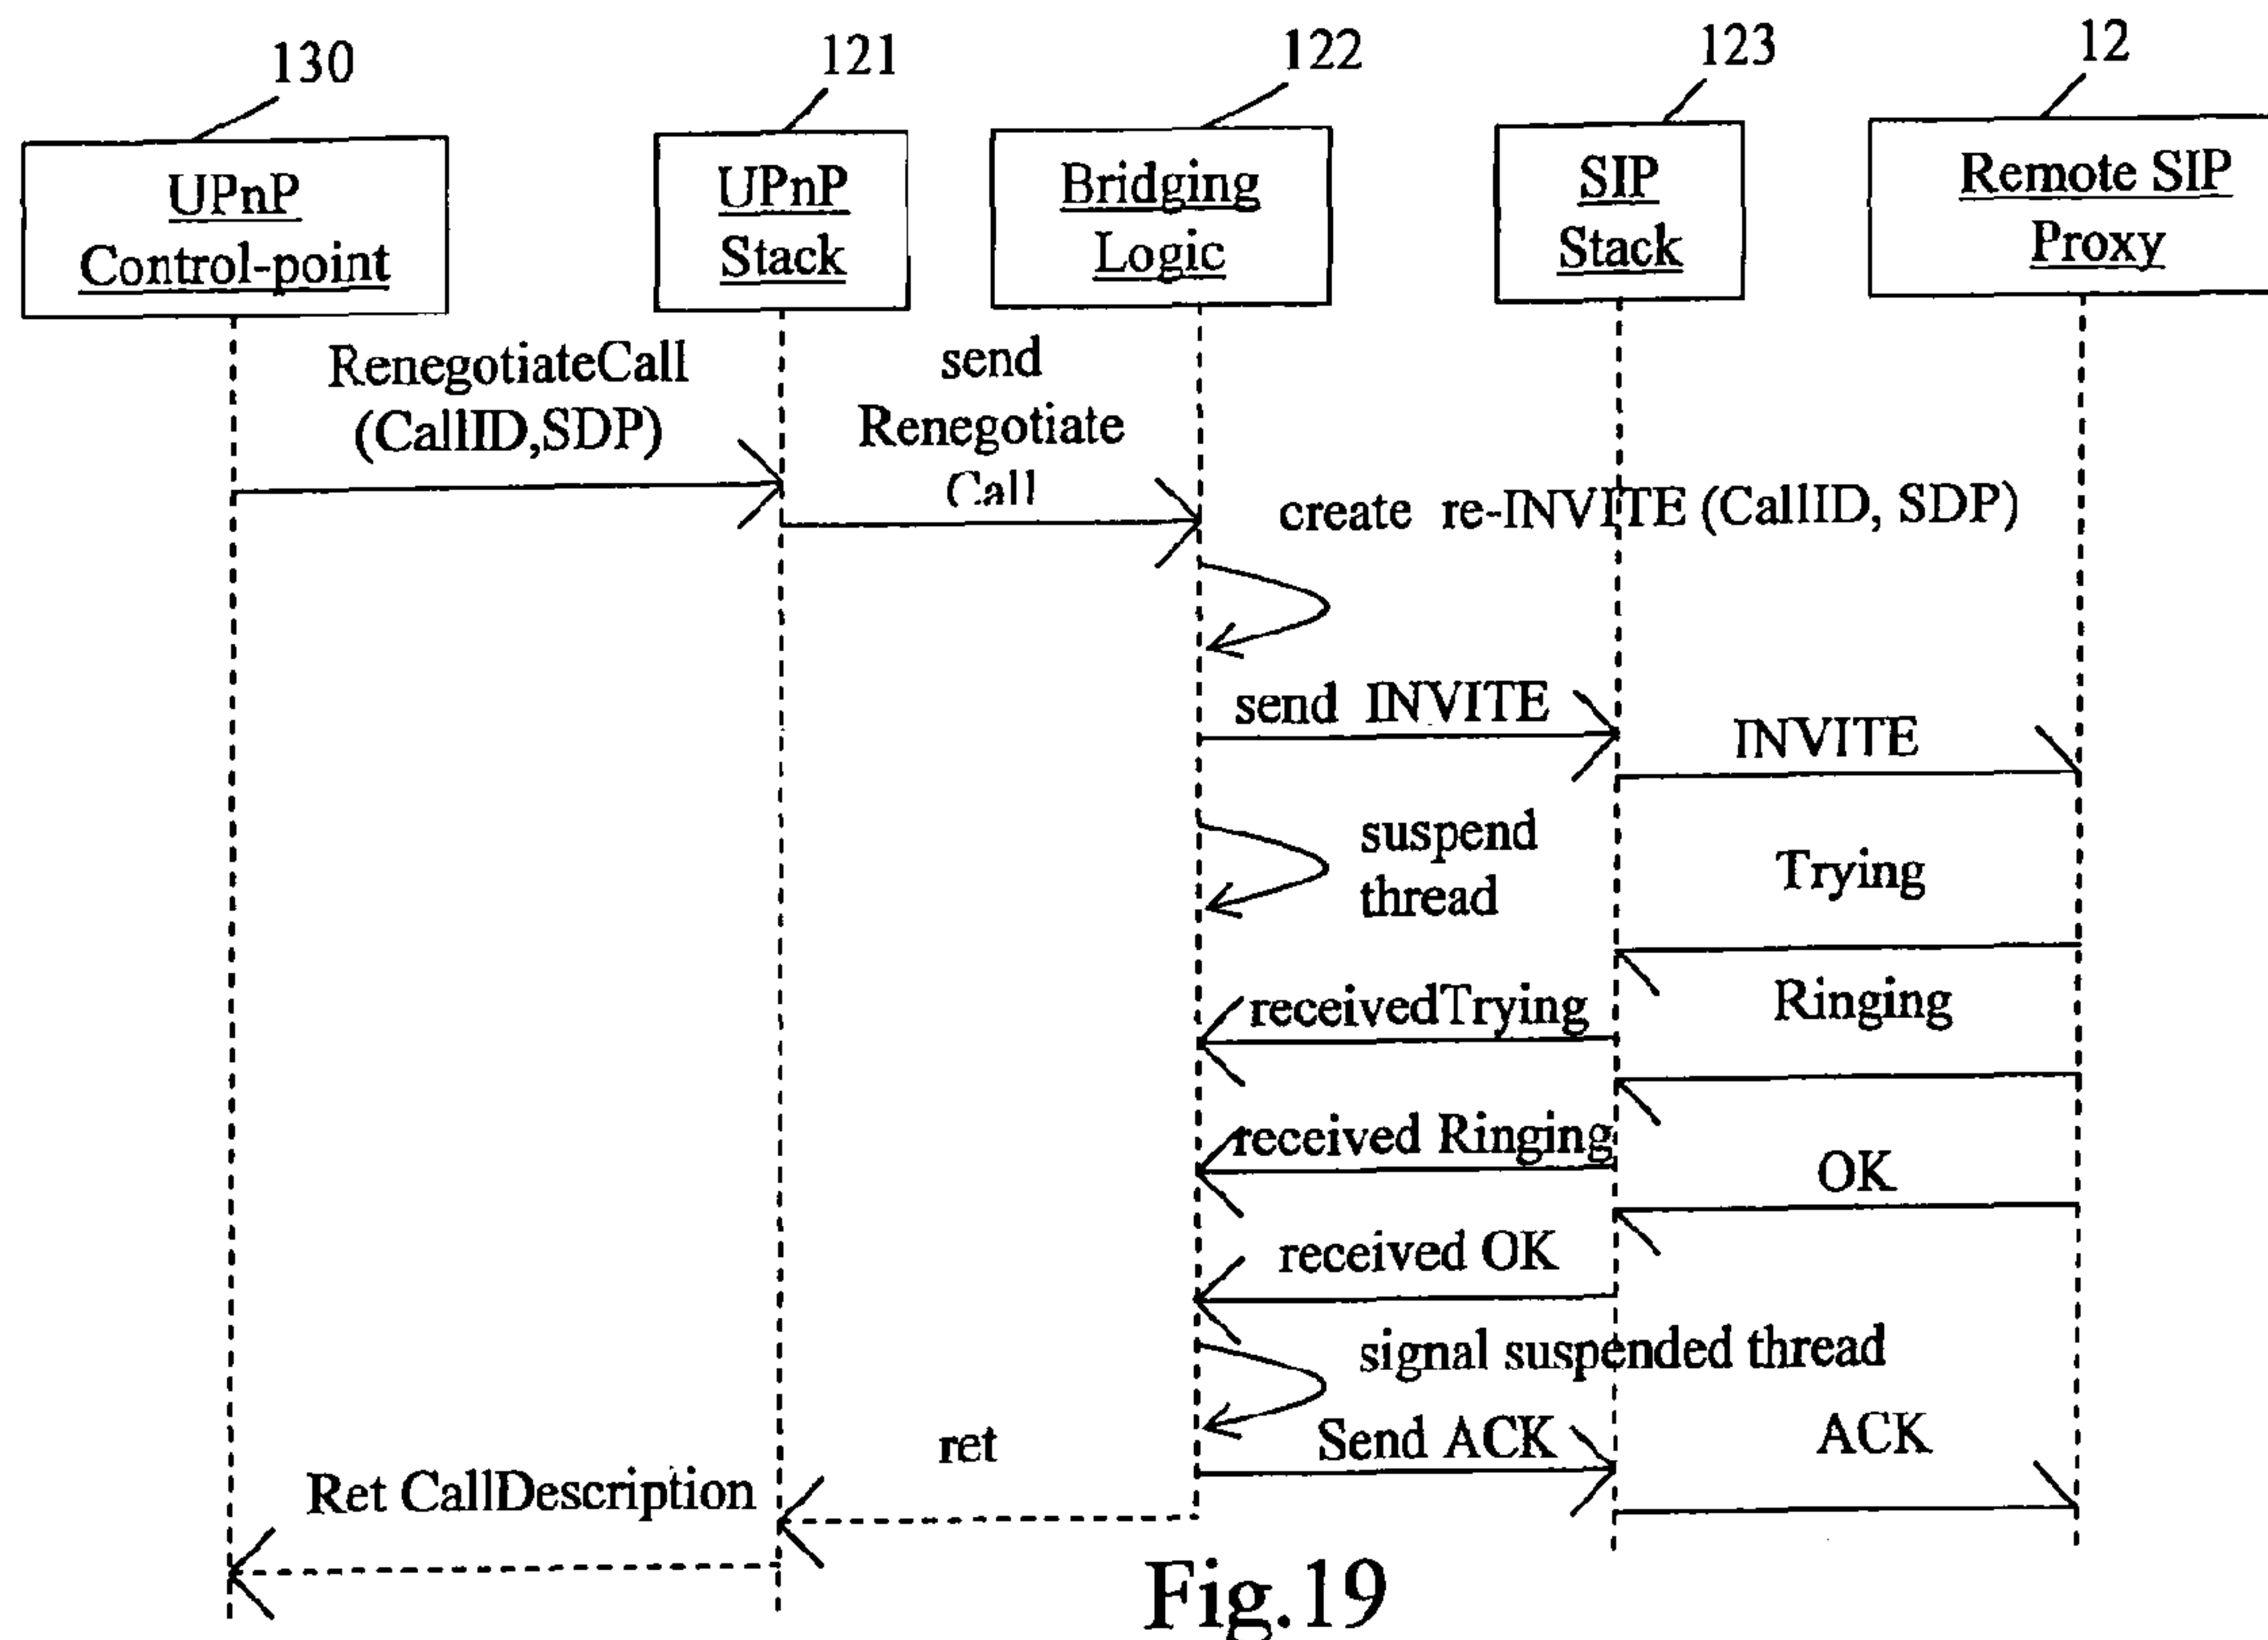 130
121
122
123
12
UPnP
Control-point
UPnP
Stack
Bridging
Logic
SIP
Stack
Remote SIP
Proxy
RenegotiateCall
(CallID,SDP)
send
Renegotiate
Call
create re-INVITE (CallID, SDP)
send INVITE
INVITE
suspend
thread
Trying
receivedTrying
Ringing
received Ringing
OK
received OK
signal suspended thread
Send ACK
ACK
ret
Ret CallDescription
Fig.19